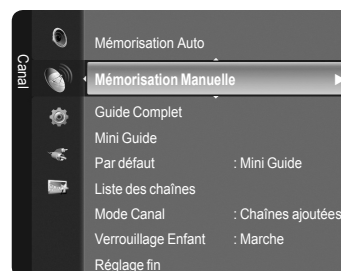 Canal
Mémorisation Auto
Mémorisation Manuelle
Guide Complet
Mini Guide
Par défaut : Mini Guide
Liste des chaînes
Mode Canal : Chaînes ajoutées
Verrouillage Enfant : Marche
Réglage fin